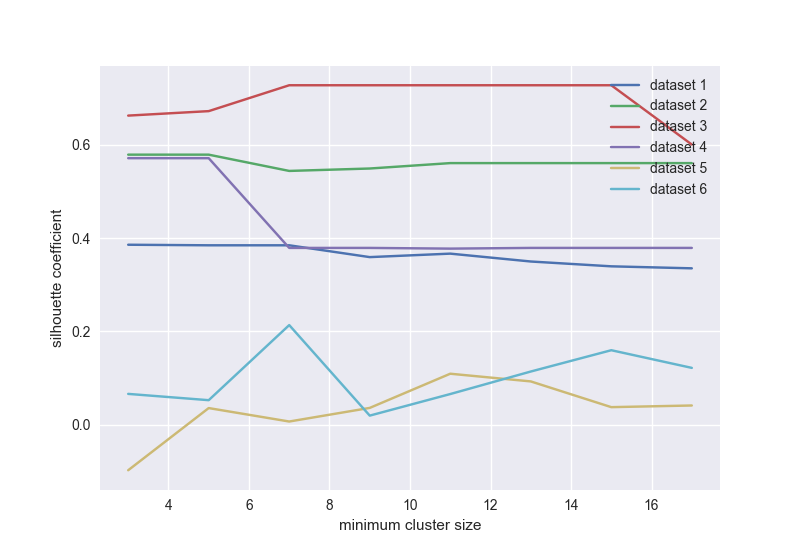 dataset 1
dataset 2
dataset 3
dataset 4
dataset 5
dataset 6
0.6
0.4
0.2
0.0
silhouette coefficient
4 6 8 10 12 14 16
minimum cluster size